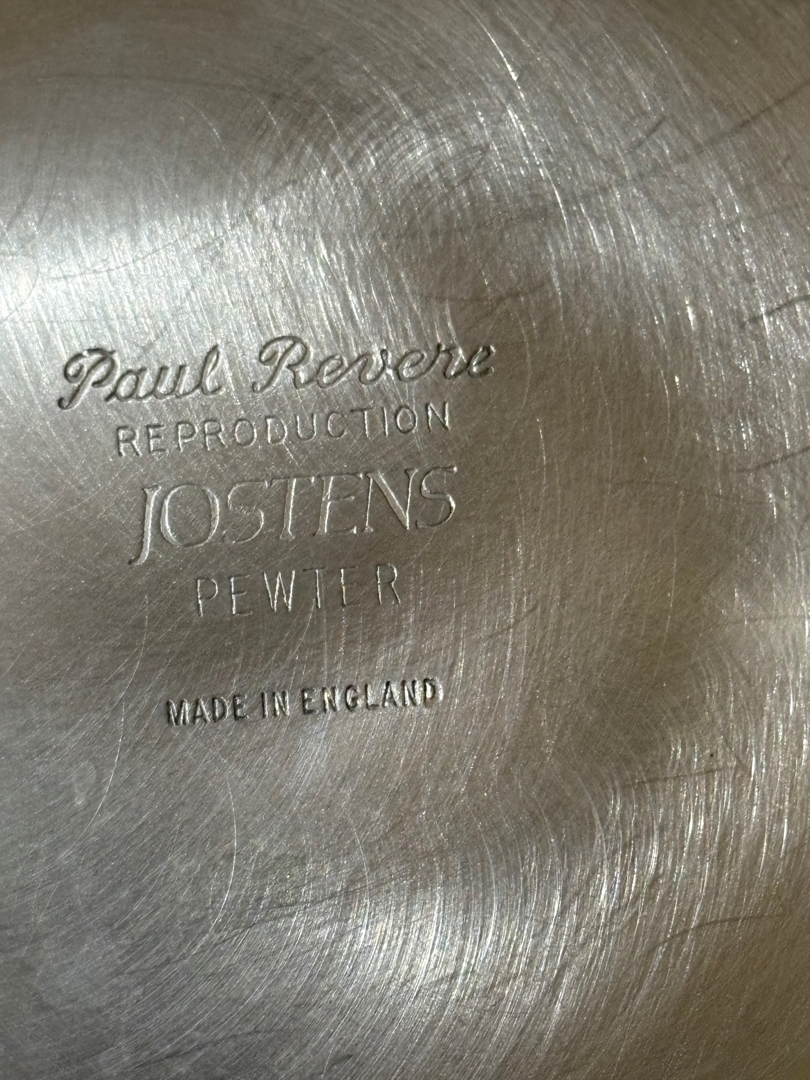 Paul Revere
REPRODUCTION
JOSTENS
PEWTER
MADE IN ENGLAND